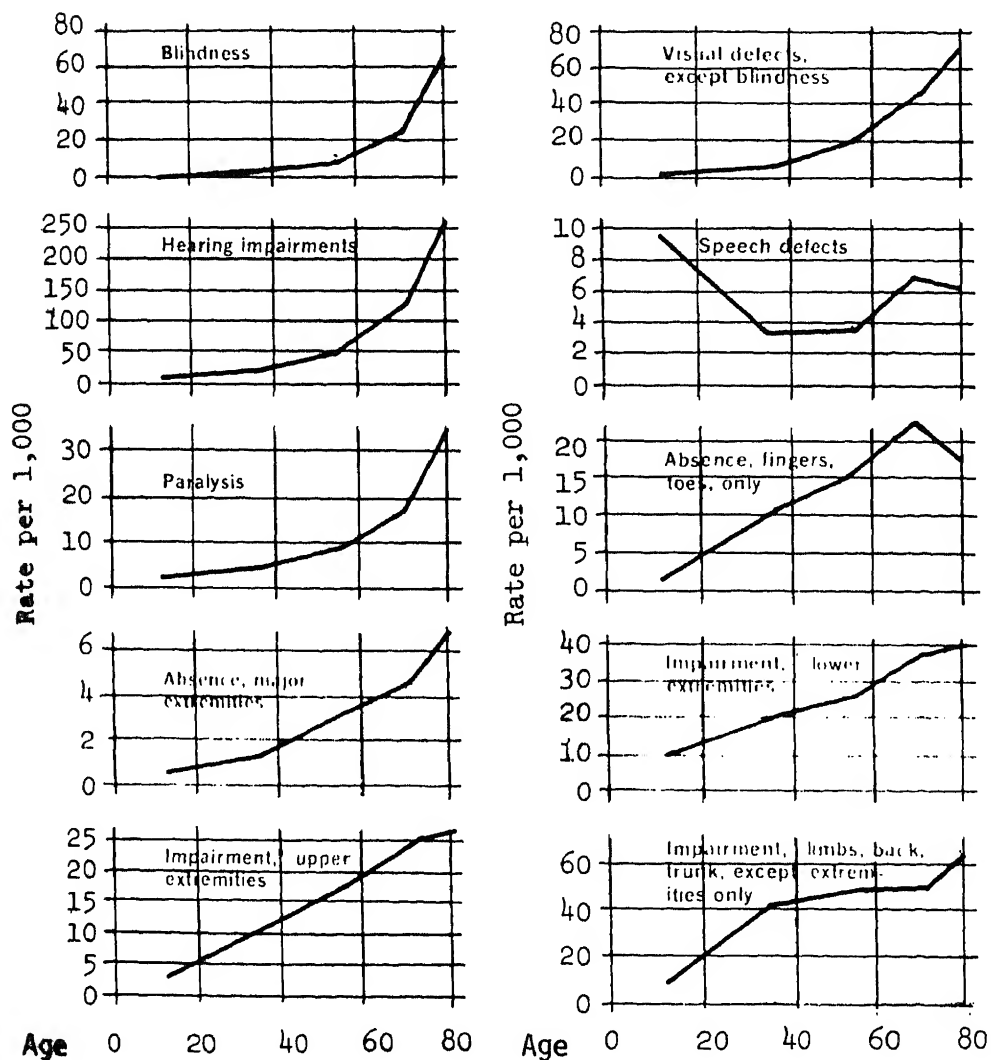 80
60
40
20
0
Blindness
80
60
40
20
0
Visual defects,
except blindness
0 20 40 60 80
250
200
150
100
50
0
Hearing impairments
10
8
6
4
2
0
Speech defects
30
20
10
0
Paralysis
20
15
10
5
0
Absence, fingers,
toes, only
6
4
2
0
Absence, major
extremities
40
30
20
10
0
Impairment, lower
extremities
25
20
15
10
5
0
Impairment, upper
extremities
60
40
20
0
Impairment, limbs, back,
trunk, except extrem-
ities only
Rate per 1,000
Rate per 1,000
Age 0 20 40 60 80
Age 0 20 40 60 80